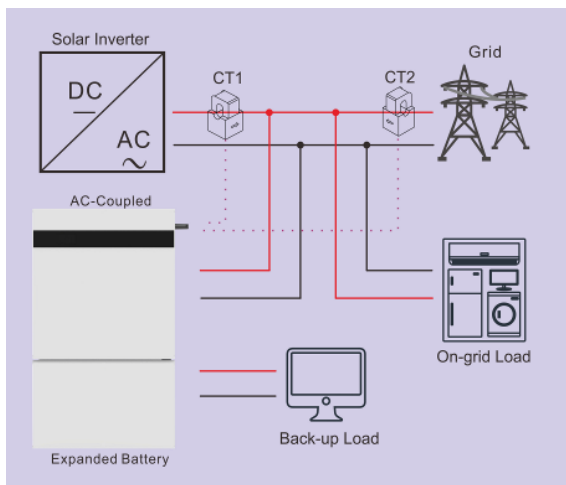 Solar Inverter
DC
AC
CT1
CT2
Grid
AC-Coupled
On-grid Load
Back-up Load
Expanded Battery